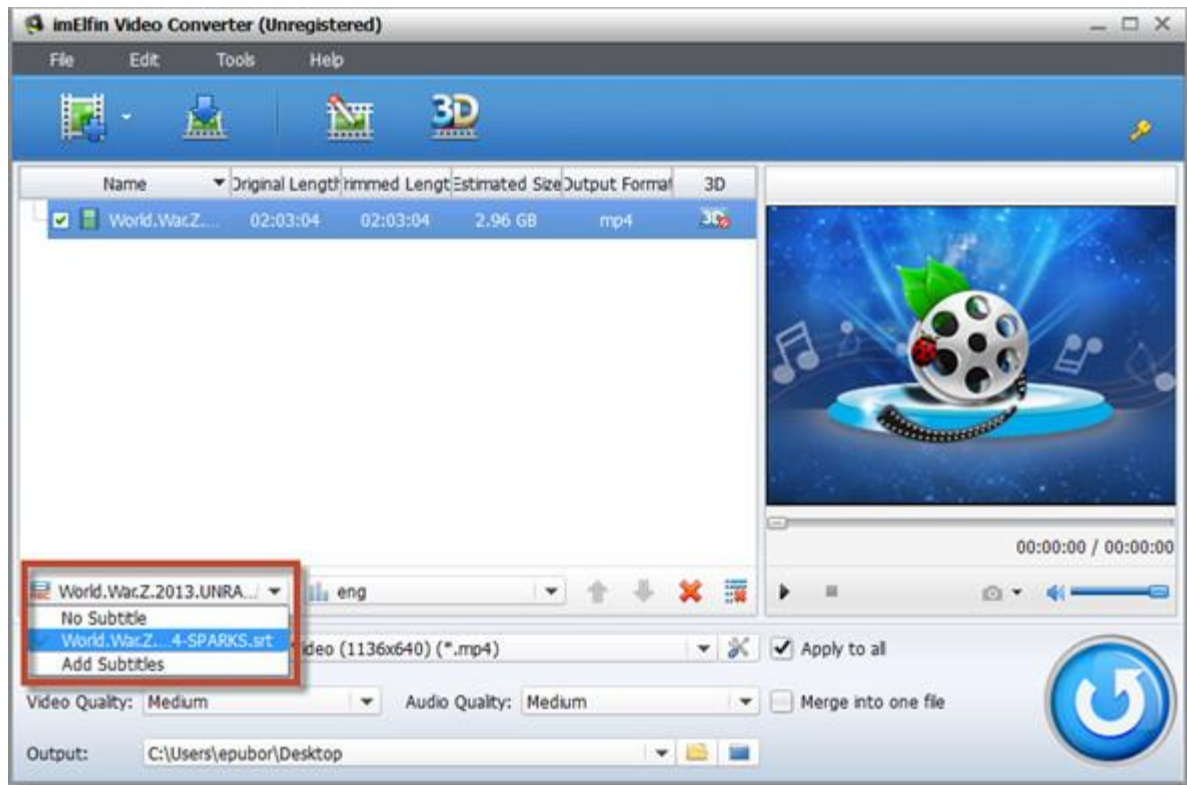 imElfin Video Converter (Unregistered)
File Edit Tools Help
3D
Name Original Length Trimmed Lengt Estimated Size Output Format 3D
World.War.Z.... 02:03:04 02:03:04 2.96 GB mp4 3D
00:00:00 / 00:00:00
World.War.Z.2013.UNRA... eng
No Subtitle
World.War.Z....4-SPARKS.srt
Add Subtitles
ideo (1136x640) (*.mp4) Apply to all
Video Quality: Medium Audio Quality: Medium Merge into one file
Output: C:\Users\epubor\Desktop